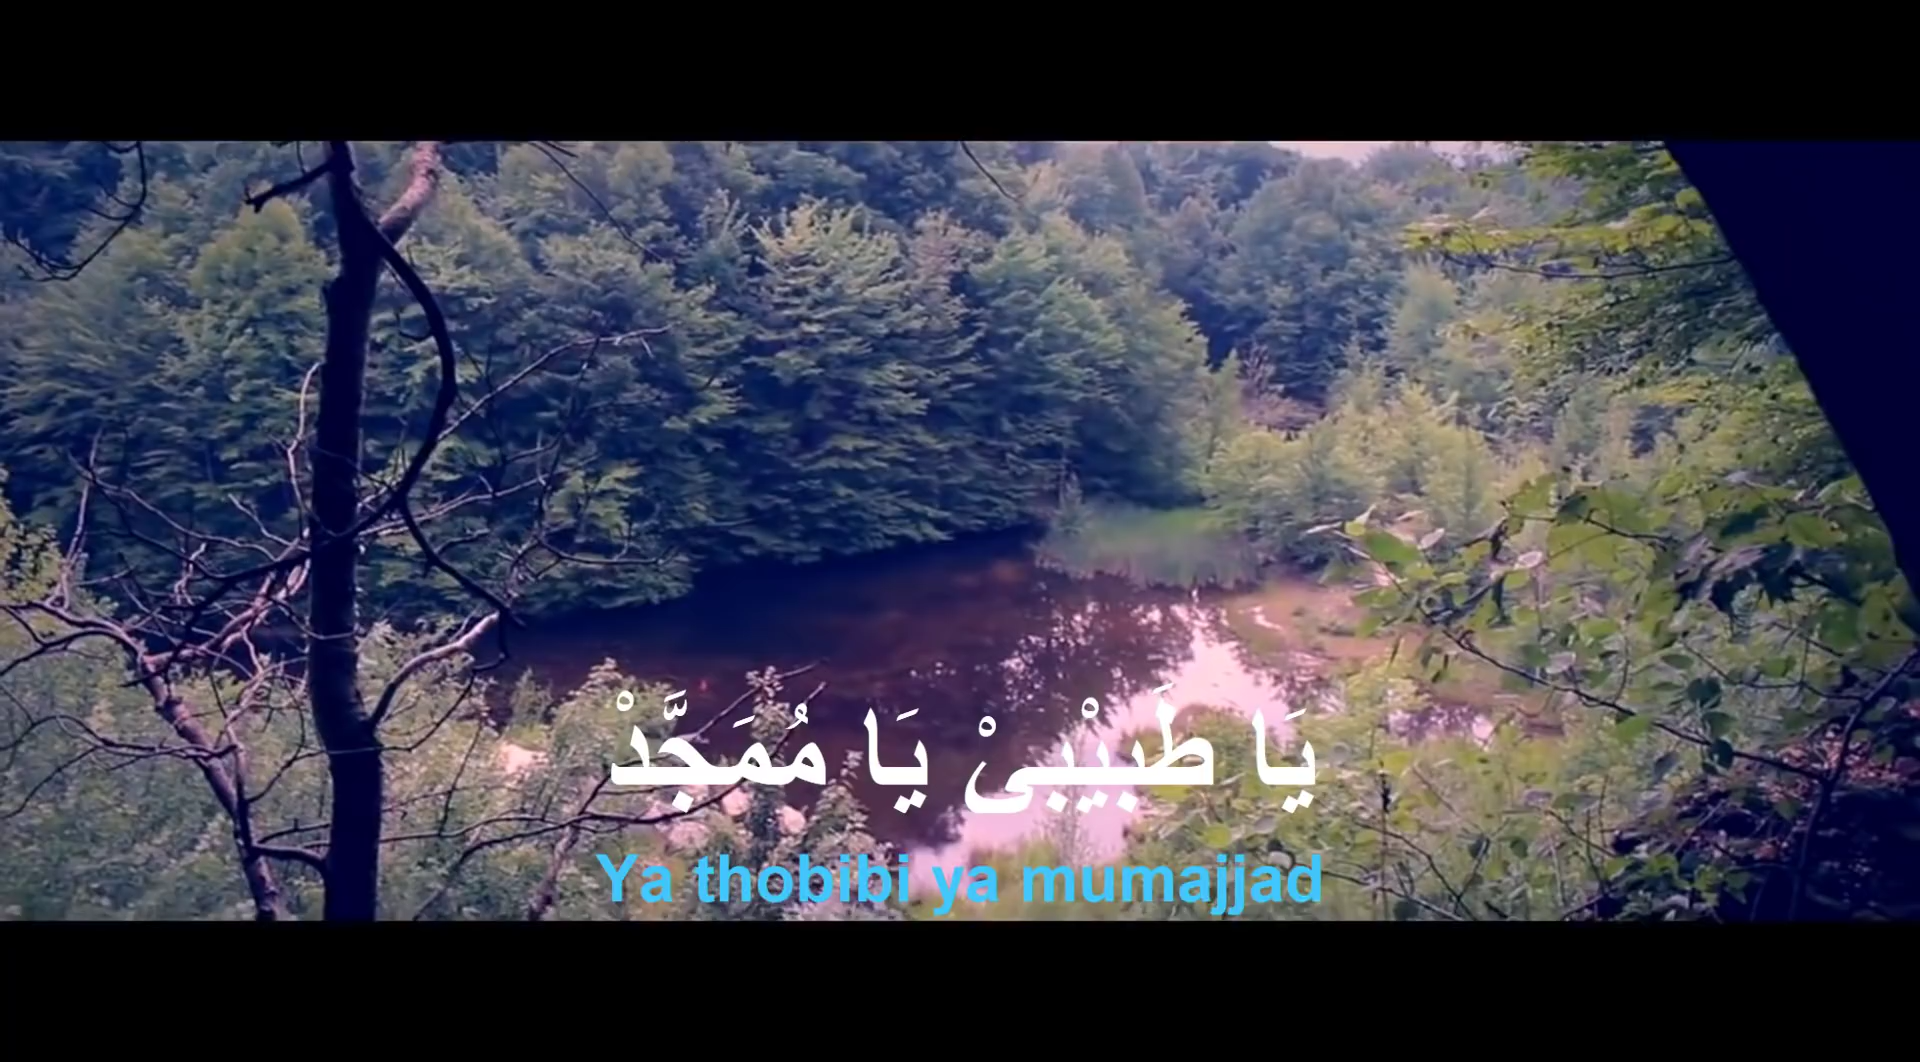 يَا طَبِيْبِىْ يَا مُمَجَّدْ
Ya thobibi ya mumajjad